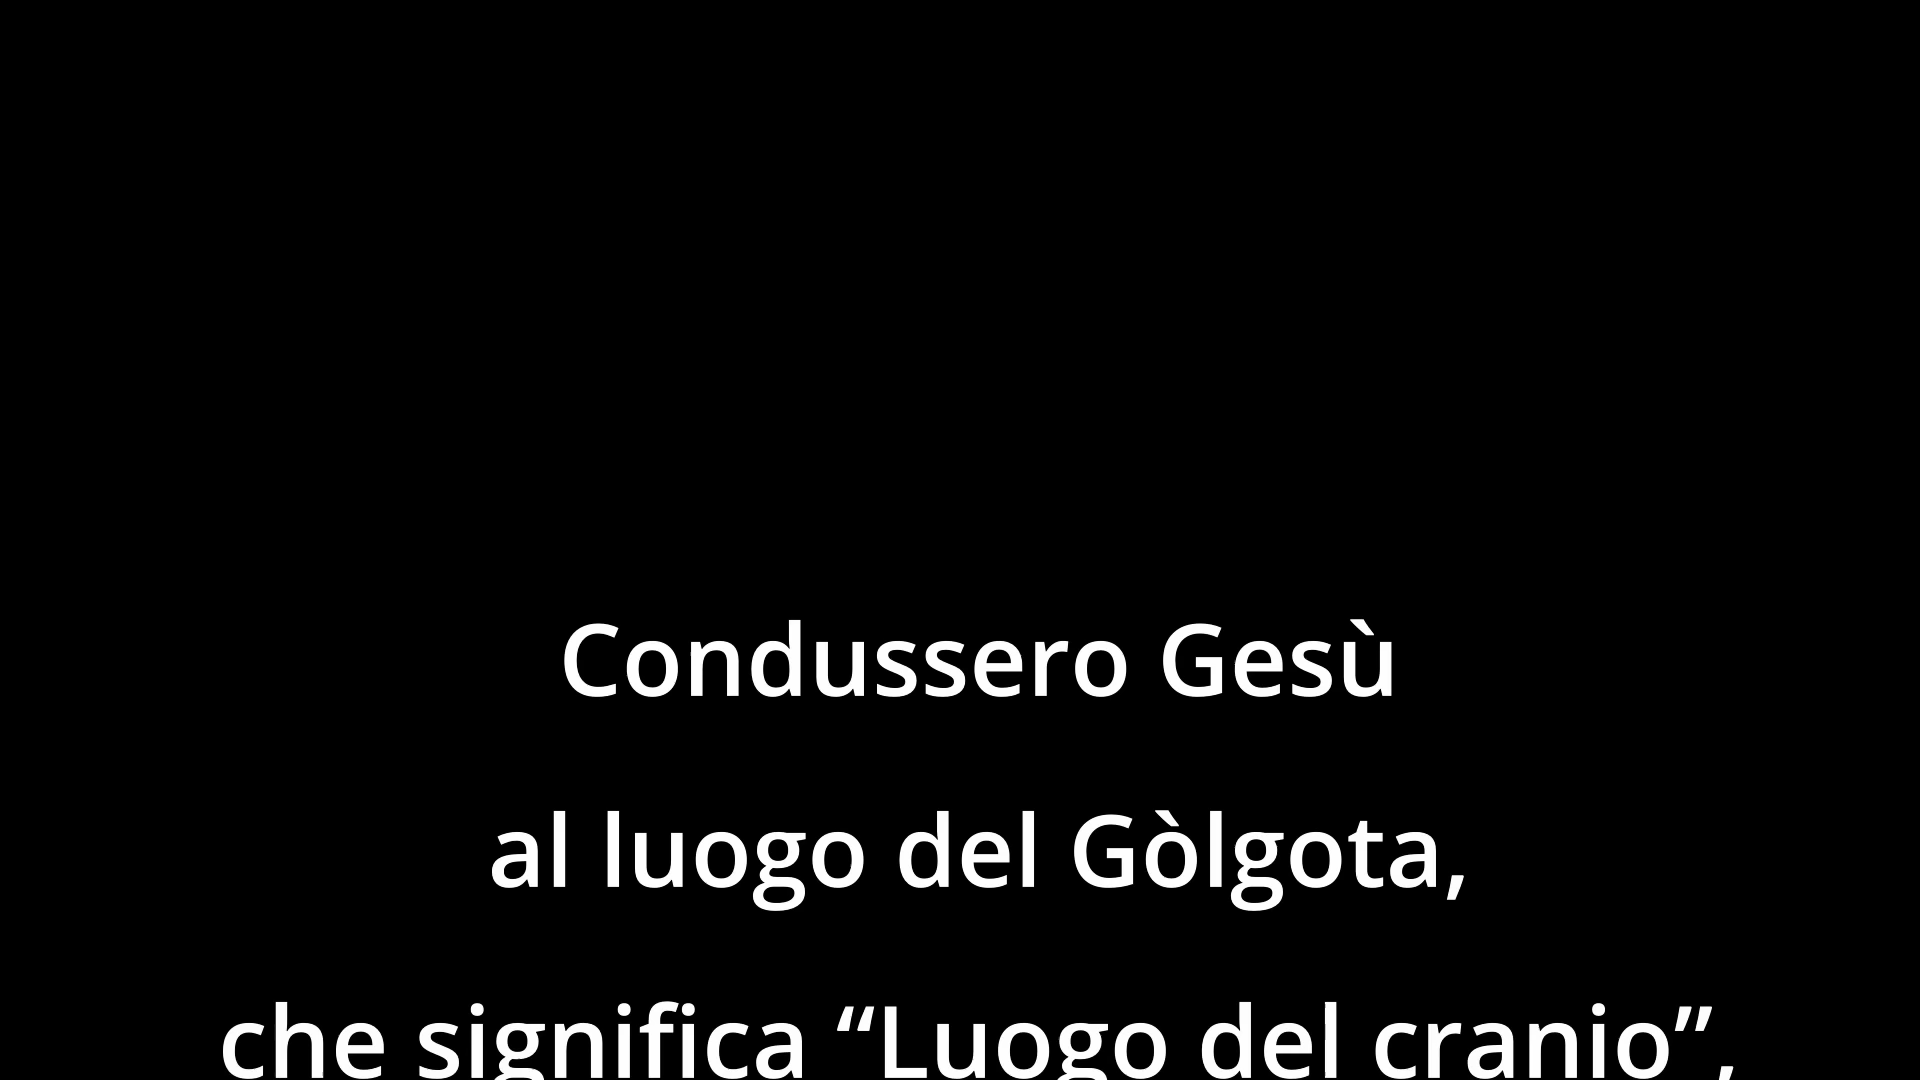 Condussero Gesù
al luogo del Gòlgota,
che significa “Luogo del cranio”,